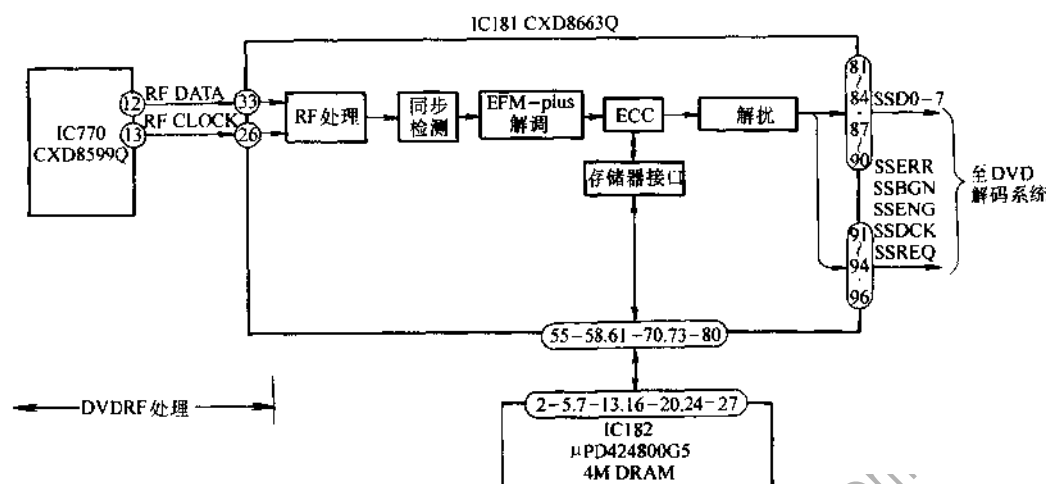 IC181 CXD8663Q
IC770
CXD8599Q
12
13
RF DATA
RF CLOCK
33
26
RF处理
同步
检测
EFM-plus
解调
ECC
解扰
存储器接口
81
~
84
·
87
~
90
SSD0-7
SSERR
SSBGN
SSENG
SSDCK
SSREQ
91
~
94
·
96
至DVD
解码系统
55-58.61-70.73-80
DVDRF处理
2-5.7-13.16-20.24-27
IC182
μPD424800G5
4M DRAM